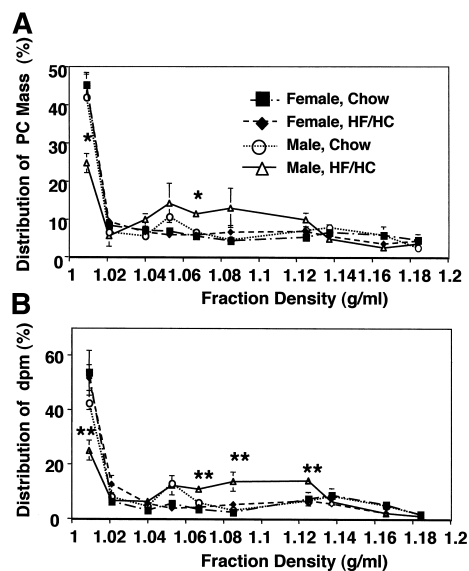 A
Distribution of PC Mass (%)
50
40
30
20
10
0
Female, Chow
Female, HF/HC
Male, Chow
Male, HF/HC
*
*
1 1.02 1.04 1.06 1.08 1.1 1.12 1.14 1.16 1.18 1.2
Fraction Density (g/ml)
B
Distribution of dpm (%)
60
40
20
0
**
**
**
**
1 1.02 1.04 1.06 1.08 1.1 1.12 1.14 1.16 1.18 1.2
Fraction Density (g/ml)